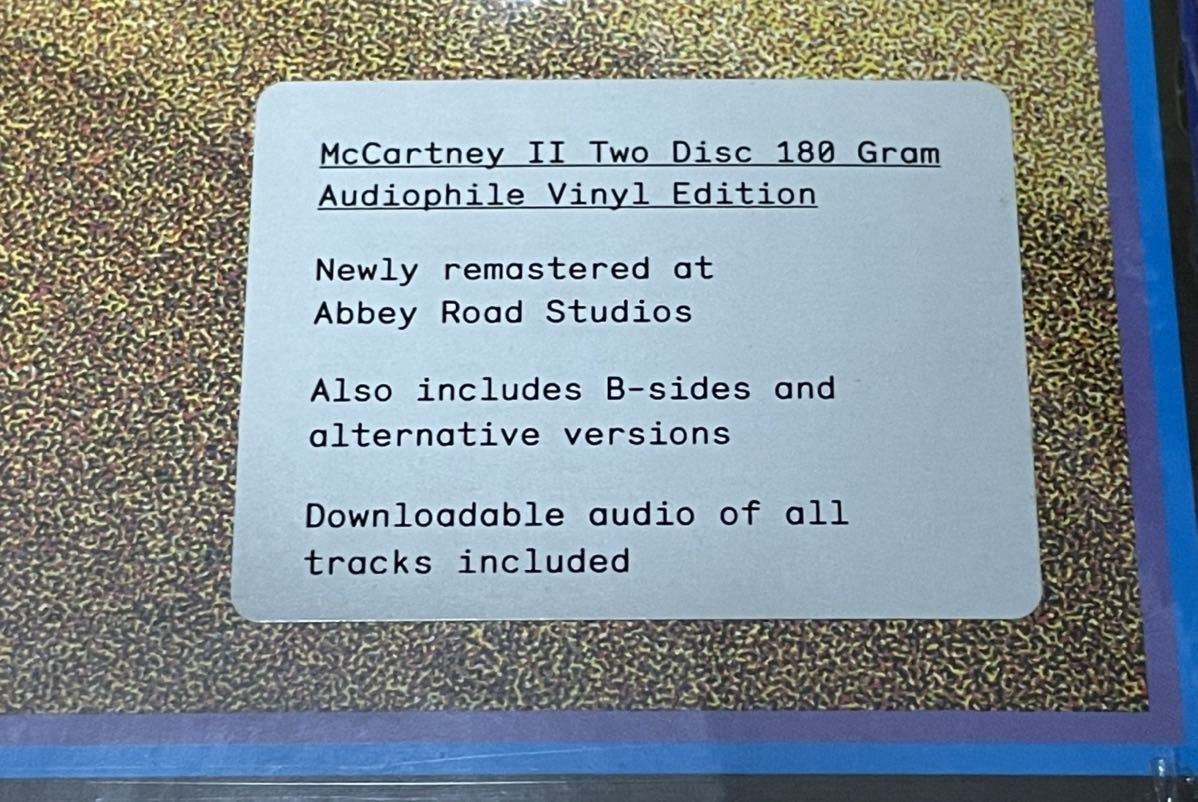 McCartney II Two Disc 180 Gram
Audiophile Vinyl Edition
Newly remastered at
Abbey Road Studios
Also includes B-sides and
alternative versions
Downloadable audio of all
tracks included